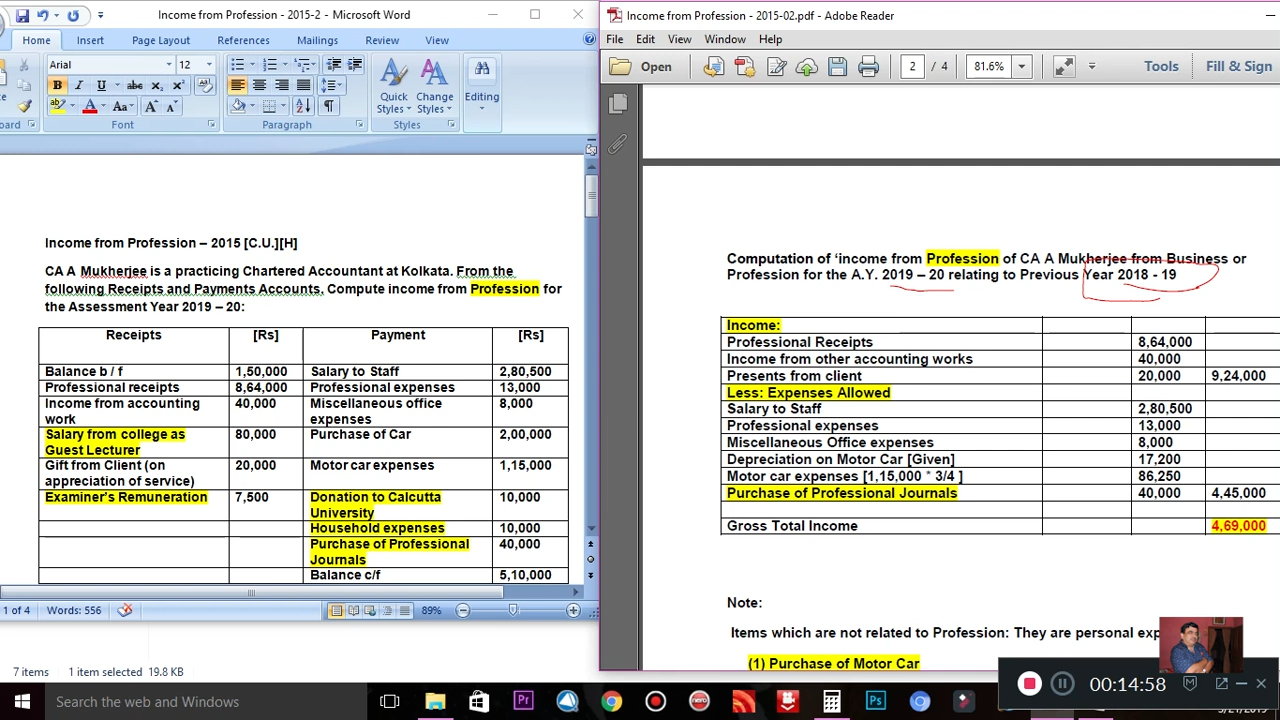 Income from Profession - 2015-2 - Microsoft Word
Home Insert Page Layout References Mailings Review View
Arial 12
B I U abc X₂ X² Aa A A
Quick Styles Change Styles Editing
Font Paragraph Styles
Income from Profession – 2015 [C.U.][H]
CA A Mukherjee is a practicing Chartered Accountant at Kolkata. From the
following Receipts and Payments Accounts, Compute income from Profession for
the Assessment Year 2019 – 20:
Receipts [Rs] Payment [Rs]
Balance b / f 1,50,000 Salary to Staff 2,80,500
Professional receipts 8,64,000 Professional expenses 13,000
Income from accounting work 40,000 Miscellaneous office expenses 8,000
Salary from college as Guest Lecturer 80,000 Purchase of Car 2,00,000
Gift from Client (on appreciation of service) 20,000 Motor car expenses 1,15,000
Examiner's Remuneration 7,500 Donation to Calcutta University 10,000
Household expenses 10,000
Purchase of Professional Journals 40,000
Balance c/f 5,10,000
1 of 4 Words: 556 89%
7 items 1 item selected 19.8 KB
Income from Profession - 2015-02.pdf - Adobe Reader
File Edit View Window Help
Open 2 / 4 81.6% Tools Fill & Sign
Computation of 'income from Profession of CA A Mukherjee from Business or
Profession for the A.Y. 2019 – 20 relating to Previous Year 2018 - 19
Income:
Professional Receipts 8,64,000
Income from other accounting works 40,000
Presents from client 20,000 9,24,000
Less: Expenses Allowed
Salary to Staff 2,80,500
Professional expenses 13,000
Miscellaneous Office expenses 8,000
Depreciation on Motor Car [Given] 17,200
Motor car expenses [1,15,000 * 3/4 ] 86,250
Purchase of Professional Journals 40,000 4,45,000
Gross Total Income 4,69,000
Note:
Items which are not related to Profession: They are personal
(1) Purchase of Motor Car
00:14:58
Search the web and Windows
Pr
Ps